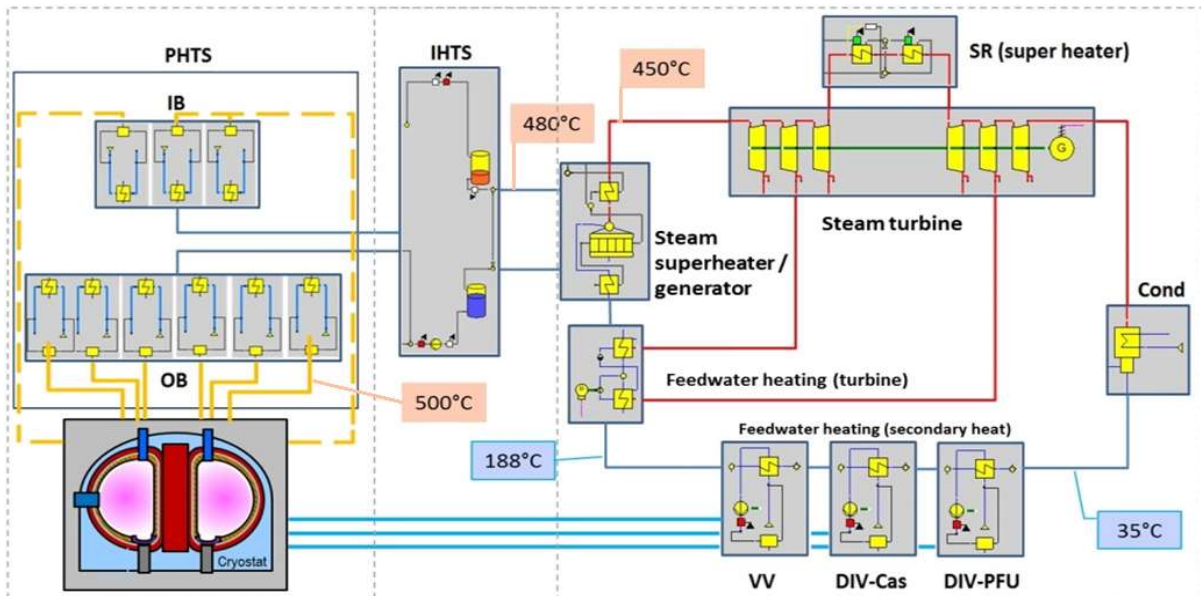 PHTS
IB
OB
500°C
Cryostat
IHTS
480°C
450°C
SR (super heater)
G
Steam turbine
Steam
superheater /
generator
Cond
Feedwater heating (turbine)
Feedwater heating (secondary heat)
188°C
35°C
VV
DIV-Cas
DIV-PFU